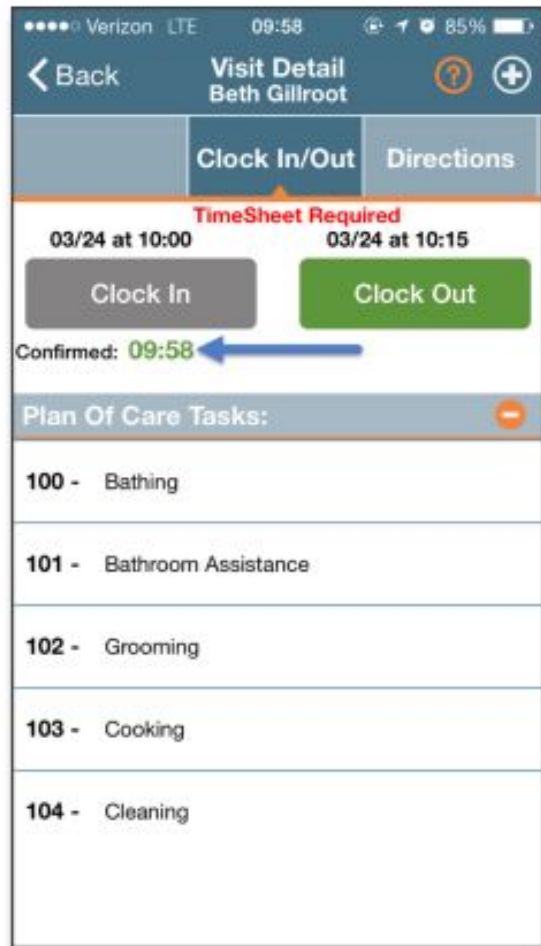 Verizon LTE 09:58 85%
Back Visit Detail
Beth Gillroot
Clock In/Out Directions
TimeSheet Required
03/24 at 10:00 03/24 at 10:15
Clock In Clock Out
Confirmed: 09:58
Plan Of Care Tasks:
100 - Bathing
101 - Bathroom Assistance
102 - Grooming
103 - Cooking
104 - Cleaning